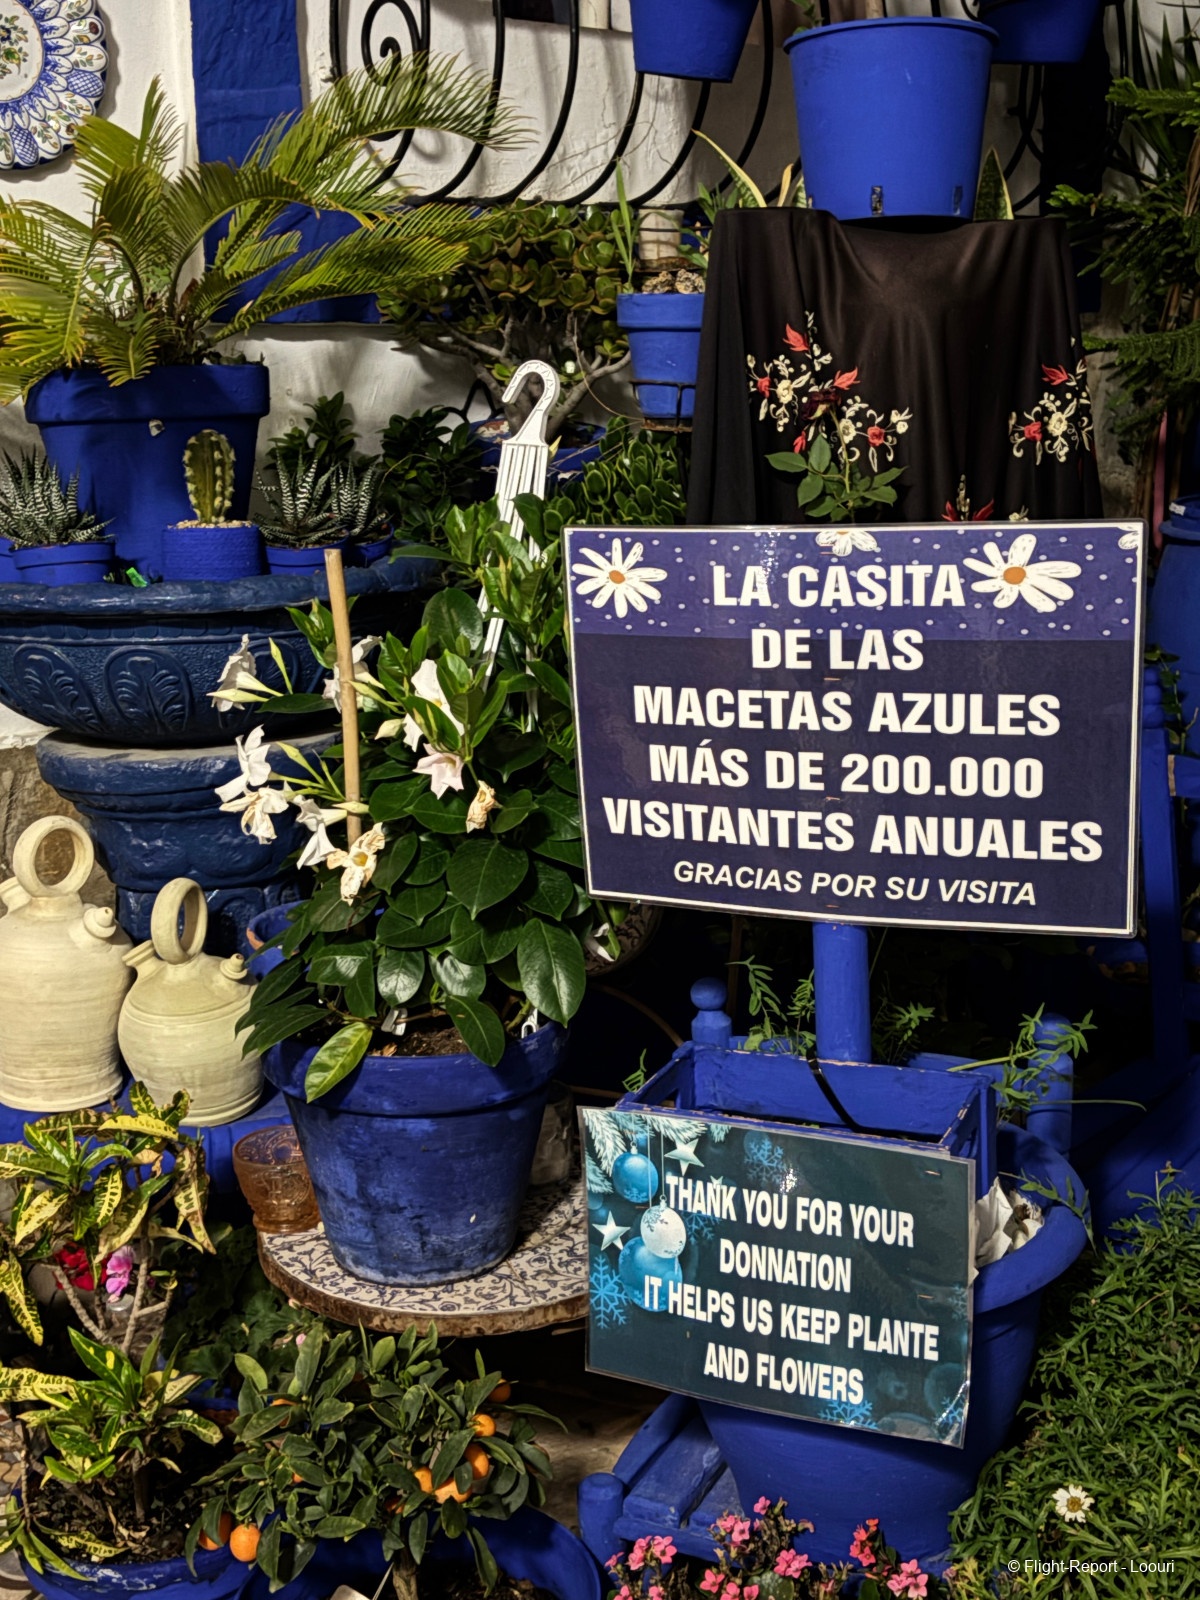 LA CASITA
DE LAS
MACETAS AZULES
MÁS DE 200.000
VISITANTES ANUALES
GRACIAS POR SU VISITA
THANK YOU FOR YOUR
DONNATION
IT HELPS US KEEP PLANTE
AND FLOWERS
© Flight-Report - Loouri